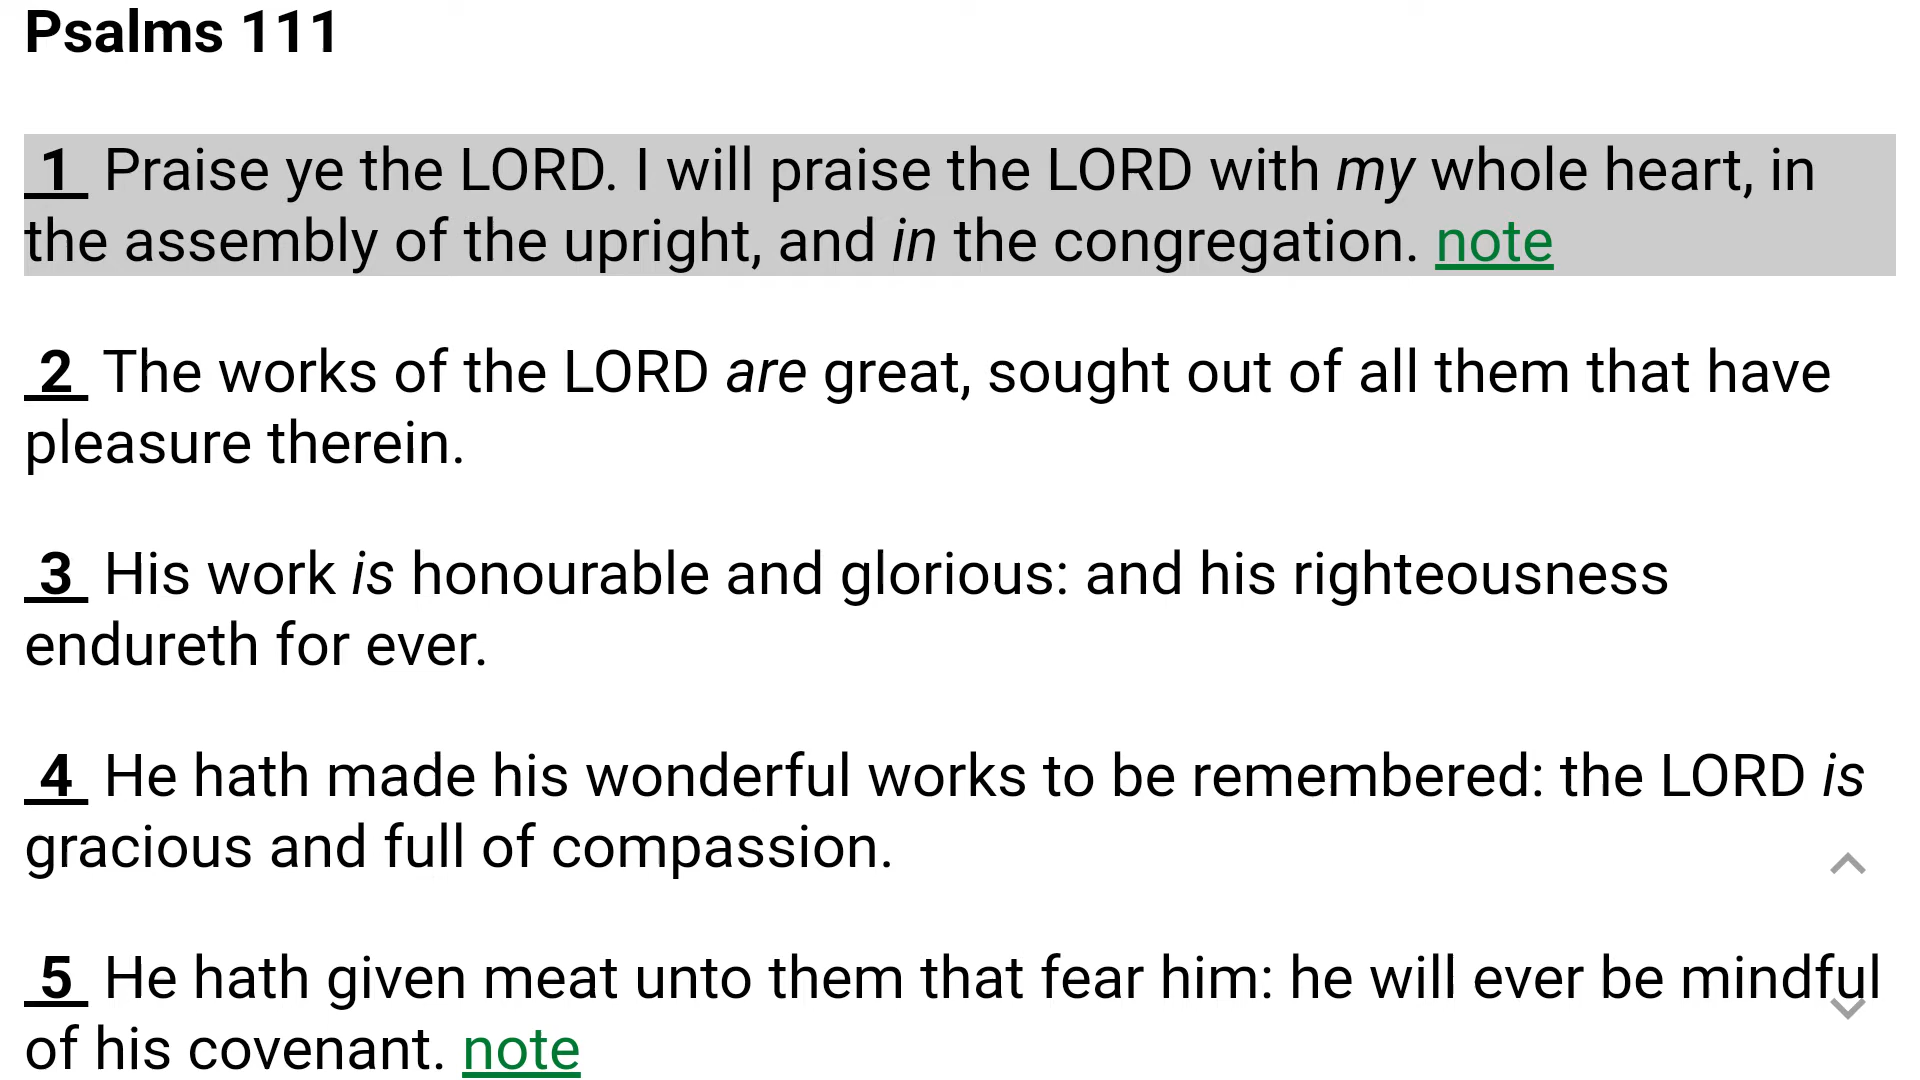 Psalms 111
1 Praise ye the LORD. I will praise the LORD with my whole heart, in
the assembly of the upright, and in the congregation. note
2 The works of the LORD are great, sought out of all them that have
pleasure therein.
3 His work is honourable and glorious: and his righteousness
endureth for ever.
4 He hath made his wonderful works to be remembered: the LORD is
gracious and full of compassion.
5 He hath given meat unto them that fear him: he will ever be mindful
of his covenant. note